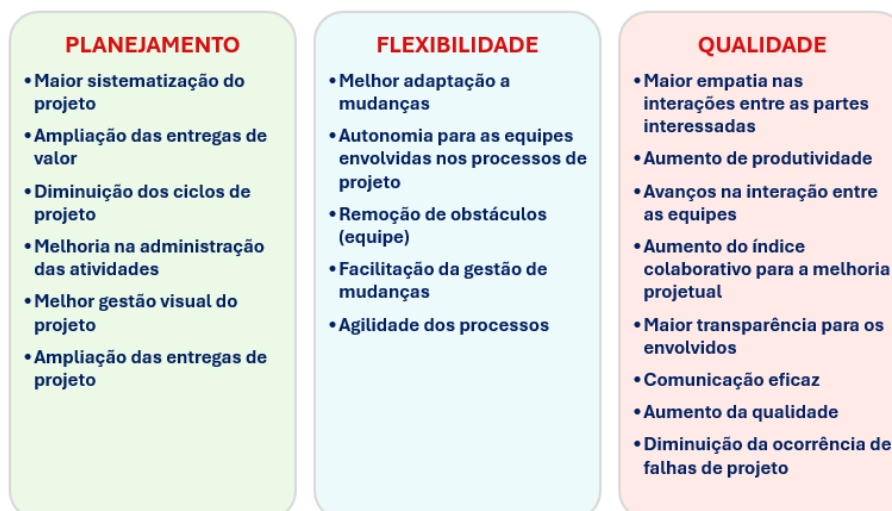 PLANEJAMENTO
• Maior sistematização do
projeto
• Ampliação das entregas de
valor
• Diminuição dos ciclos de
projeto
• Melhoria na administração
das atividades
• Melhor gestão visual do
projeto
• Ampliação das entregas de
projeto
FLEXIBILIDADE
• Melhor adaptação a
mudanças
• Autonomia para as equipes
envolvidas nos processos de
projeto
• Remoção de obstáculos
(equipe)
• Facilitação da gestão de
mudanças
• Agilidade dos processos
QUALIDADE
• Maior empatia nas
interações entre as partes
interessadas
• Aumento de produtividade
• Avanços na interação entre
as equipes
• Aumento do índice
colaborativo para a melhoria
projetual
• Maior transparência para os
envolvidos
• Comunicação eficaz
• Aumento da qualidade
• Diminuição da ocorrência de
falhas de projeto